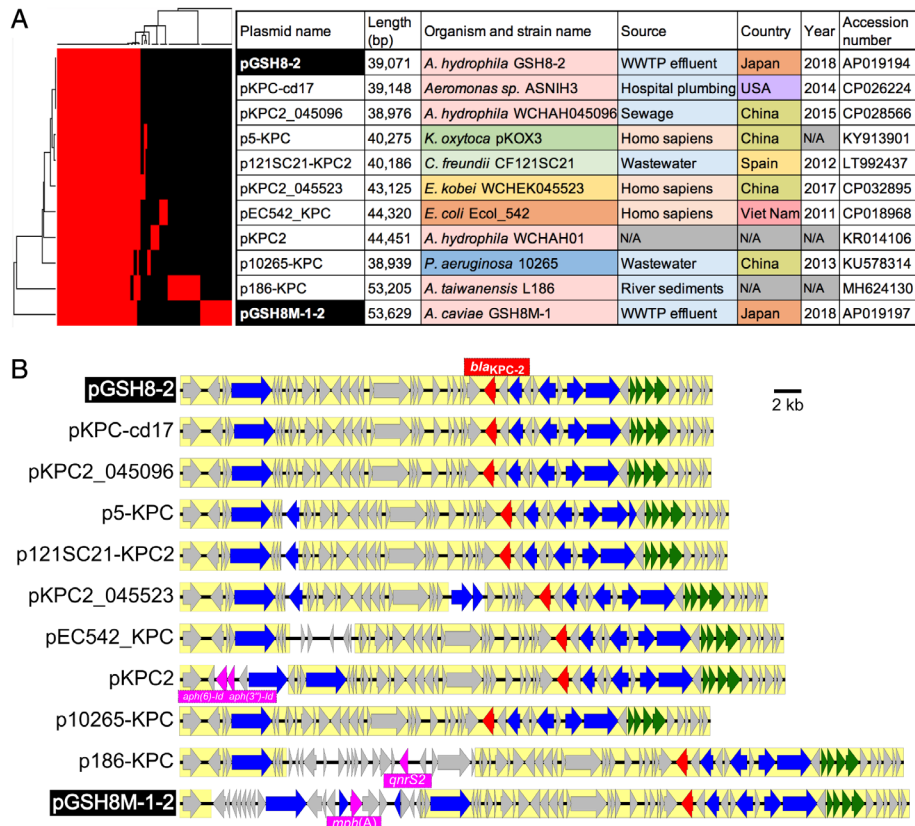 A
Plasmid name Length (bp) Organism and strain name Source Country Year Accession number
pGSH8-2 39,071 A. hydrophila GSH8-2 WWTP effluent Japan 2018 AP019194
pKPC-cd17 39,148 Aeromonas sp. ASNIH3 Hospital plumbing USA 2014 CP026224
pKPC2_045096 38,976 A. hydrophila WCHAH045096 Sewage China 2015 CP028566
p5-KPC 40,275 K. oxytoca pKOX3 Homo sapiens China N/A KY913901
p121SC21-KPC2 40,186 C. freundii CF121SC21 Wastewater Spain 2012 LT992437
pKPC2_045523 43,125 E. kobei WCHEK045523 Homo sapiens China 2017 CP032895
pEC542_KPC 44,320 E. coli Ecol_542 Homo sapiens Viet Nam 2011 CP018968
pKPC2 44,451 A. hydrophila WCHAH01 N/A N/A N/A KR014106
p10265-KPC 38,939 P. aeruginosa 10265 Wastewater China 2013 KU578314
p186-KPC 53,205 A. taiwanensis L186 River sediments N/A N/A MH624130
pGSH8M-1-2 53,629 A. caviae GSH8M-1 WWTP effluent Japan 2018 AP019197
B
blaKPC-2
pGSH8-2
2 kb
pKPC-cd17
pKPC2_045096
p5-KPC
p121SC21-KPC2
pKPC2_045523
pEC542_KPC
pKPC2
aph(6)-Id aph(3")-Id
p10265-KPC
p186-KPC
qnrS2
pGSH8M-1-2
mph(A)